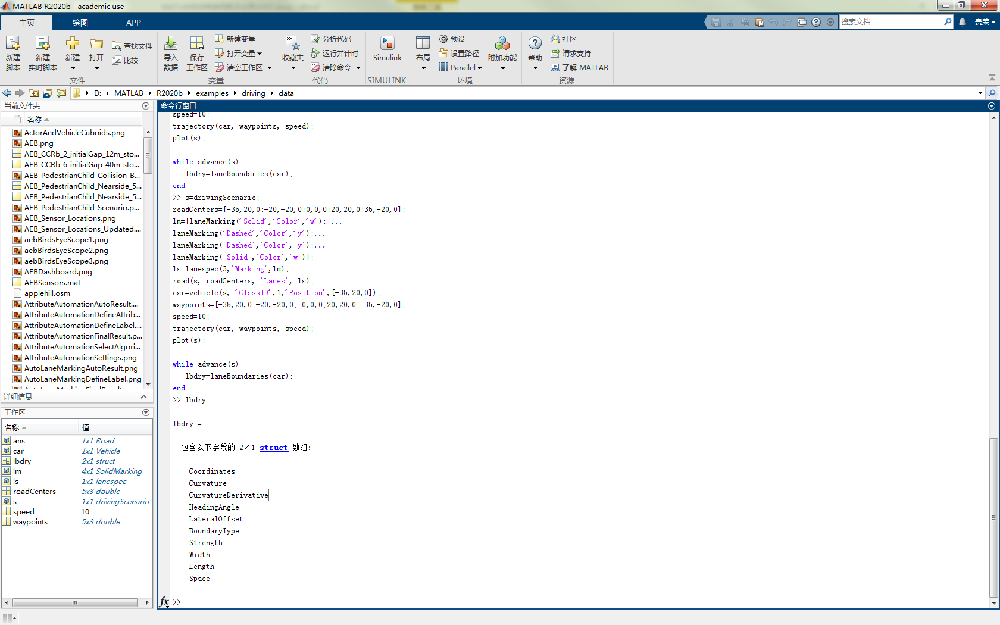 MATLAB R2020b - academic use
主页
绘图
APP
搜索文档
贵荣
新建
脚本
新建
实时脚本
新建
打开
查找文件
比较
文件
导入
数据
保存
工作区
新建变量
打开变量
清空工作区
变量
收藏夹
分析代码
运行并计时
清除命令
代码
Simulink
SIMULINK
布局
预设
设置路径
Parallel
附加功能
环境
帮助
社区
请求支持
了解 MATLAB
资源
D: MATLAB R2020b examples driving data
当前文件夹
名称
ActorAndVehicleCuboids.png
AEB.png
AEB_CCRb_2_initialGap_12m_sto...
AEB_CCRb_6_initialGap_40m_sto...
AEB_PedestrianChild_Collision_B...
AEB_PedestrianChild_Nearside_5...
AEB_PedestrianChild_Nearside_5...
AEB_PedestrianChild_Scenario.p...
AEB_Sensor_Locations.png
AEB_Sensor_Locations_Updated....
aebBirdsEyeScope1.png
aebBirdsEyeScope2.png
aebBirdsEyeScope3.png
AEBDashboard.png
AEBSensors.mat
applehill.osm
AttributeAutomationAutoResult....
AttributeAutomationDefineAttrib...
AttributeAutomationDefineLabel....
AttributeAutomationFinalResult.p...
AttributeAutomationSelectAlgori...
AttributeAutomationSettings.png
AutoLaneMarkingAutoResult.png
AutoLaneMarkingDefineLabel.png
AutoLaneMarkingFinalResult.png
详细信息
工作区
名称 值
ans 1x1 Road
car 1x1 Vehicle
lbdry 2x1 struct
lm 4x1 SolidMarking
ls 1x1 lanespec
roadCenters 5x3 double
s 1x1 drivingScenario
speed 10
waypoints 5x3 double
命令行窗口
speed=10;
trajectory(car, waypoints, speed);
plot(s);
while advance(s)
lbdry=laneBoundaries(car);
end
>> s=drivingScenario;
roadCenters=[-35,20,0;-20,-20,0;0,0,0;20,20,0;35,-20,0];
lm=[laneMarking('Solid','Color','w'); ...
laneMarking('Dashed','Color','y');...
laneMarking('Dashed','Color','y');...
laneMarking('Solid','Color','w')];
ls=lanespec(3,'Marking',lm);
road(s, roadCenters, 'Lanes', ls);
car=vehicle(s, 'ClassID',1,'Position',[-35,20,0]);
waypoints=[-35,20,0;-20,-20,0; 0,0,0;20,20,0; 35,-20,0];
speed=10;
trajectory(car, waypoints, speed);
plot(s);
while advance(s)
lbdry=laneBoundaries(car);
end
>> lbdry
lbdry =
包含以下字段的 2×1 struct 数组:
Coordinates
Curvature
CurvatureDerivative
HeadingAngle
LateralOffset
BoundaryType
Strength
Width
Length
Space
fx >>